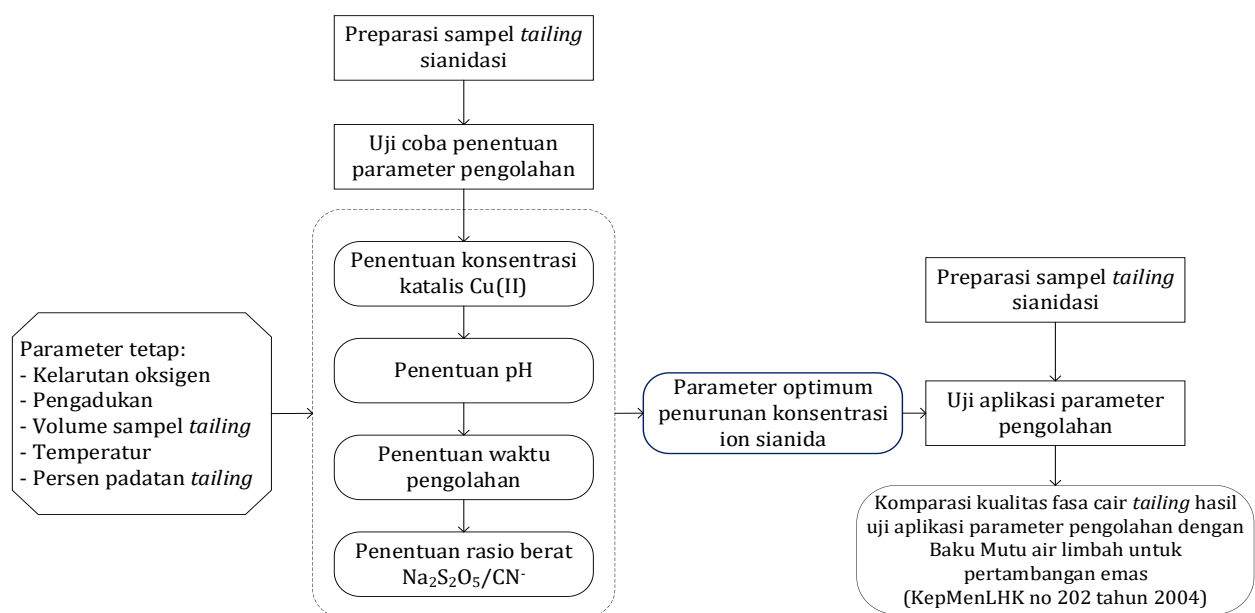 Preparasi sampel tailing
sianidasi
Uji coba penentuan
parameter pengolahan
Parameter tetap:
- Kelarutan oksigen
- Pengadukan
- Volume sampel tailing
- Temperatur
- Persen padatan tailing
Penentuan konsentrasi
katalis Cu(II)
Penentuan pH
Penentuan waktu
pengolahan
Penentuan rasio berat
Na₂S₂O₅/CN⁻
Parameter optimum
penurunan konsentrasi
ion sianida
Preparasi sampel tailing
sianidasi
Uji aplikasi parameter
pengolahan
Komparasi kualitas fasa cair tailing hasil
uji aplikasi parameter pengolahan dengan
Baku Mutu air limbah untuk
pertambangan emas
(KepMenLHK no 202 tahun 2004)